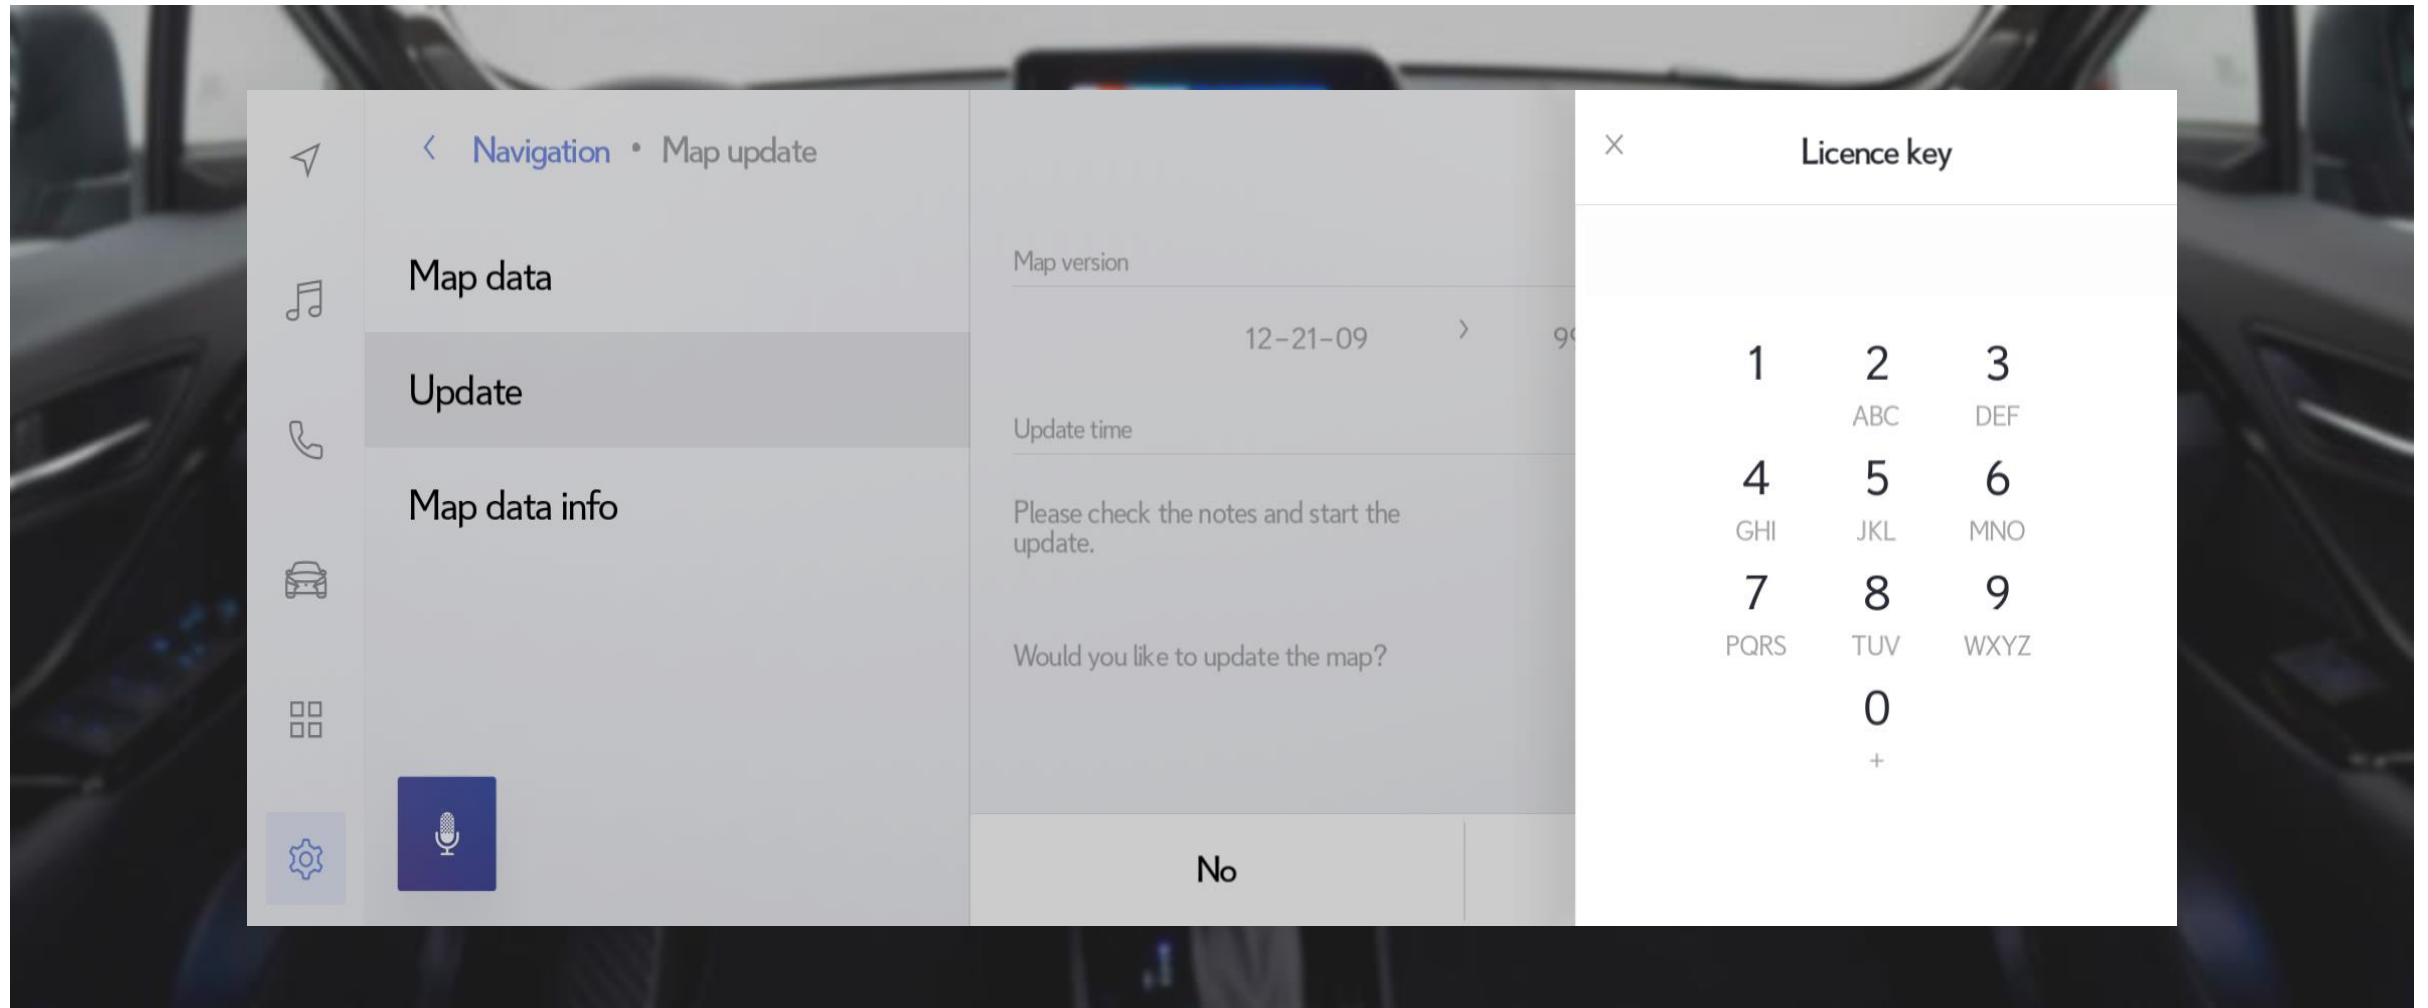 Navigation • Map update
Map data
Update
Map data info
Map version
12-21-09
Update time
Please check the notes and start the
update.
Would you like to update the map?
No
Licence key
1 2 3
ABC DEF
4 5 6
GHI JKL MNO
7 8 9
PQRS TUV WXYZ
0
+